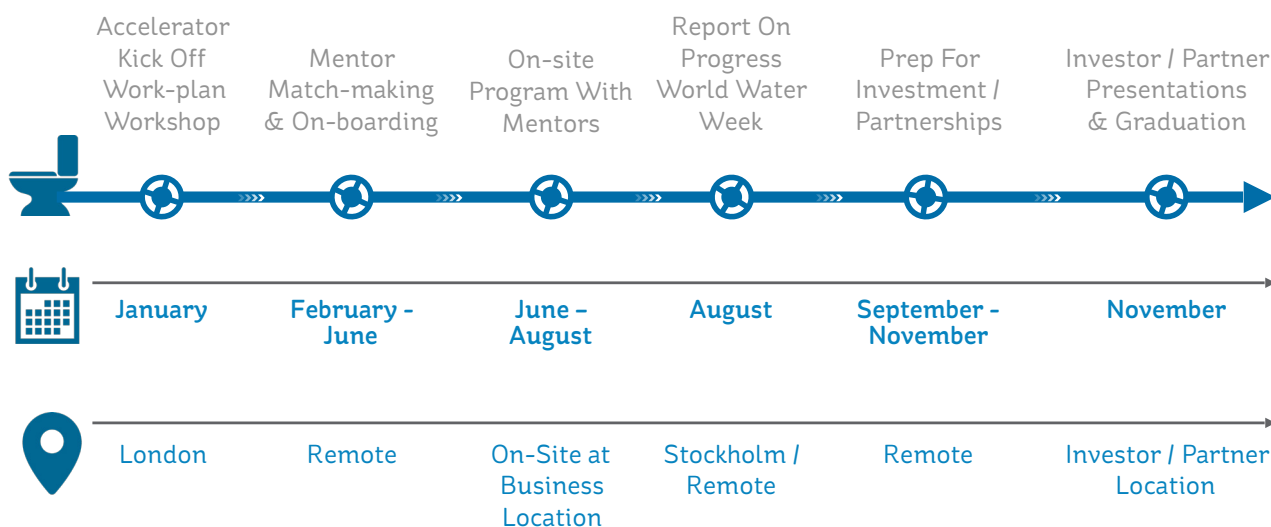 Accelerator
Kick Off
Work-plan
Workshop
Mentor
Match-making
& On-boarding
On-site
Program With
Mentors
Report On
Progress
World Water
Week
Prep For
Investment /
Partnerships
Investor / Partner
Presentations
& Graduation
January
February -
June
June –
August
August
September -
November
November
London
Remote
On-Site at
Business
Location
Stockholm /
Remote
Remote
Investor / Partner
Location